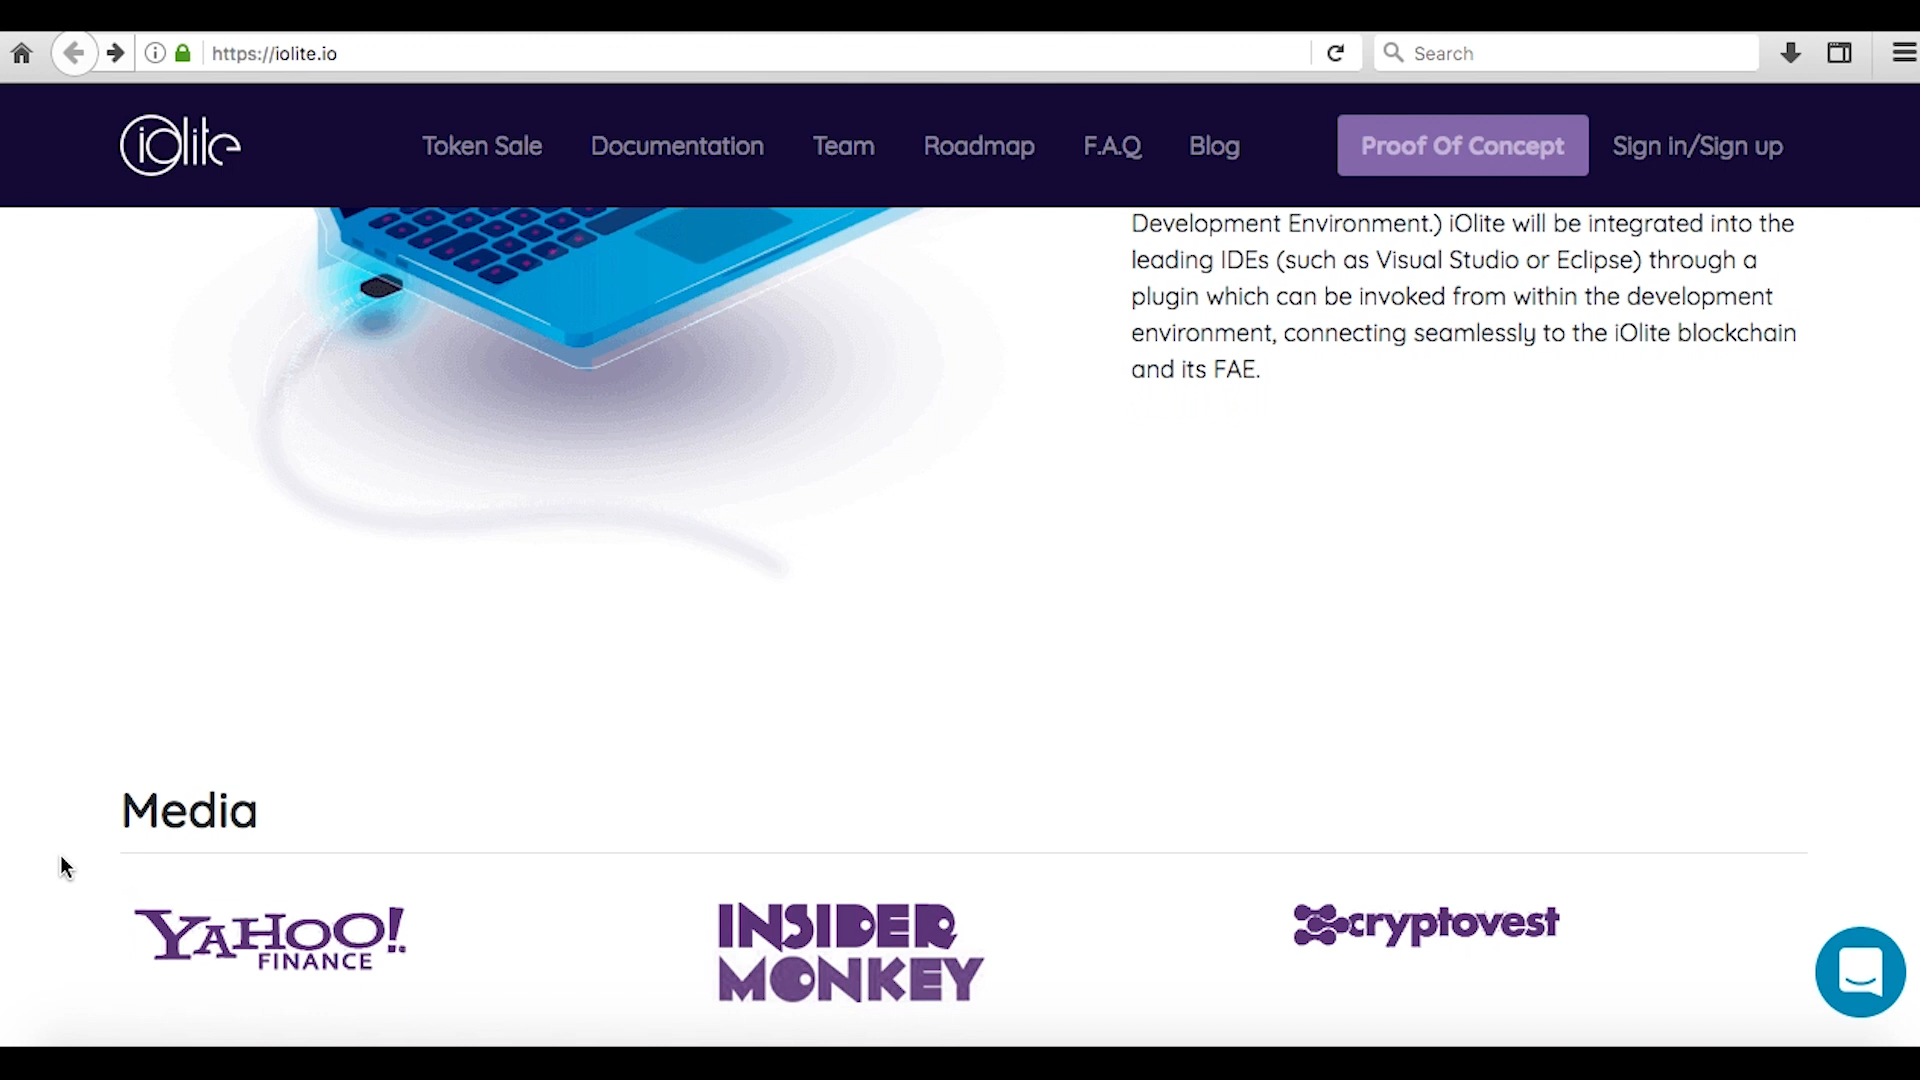 https://iolite.io
Search
iOlite
Token Sale
Documentation
Team
Roadmap
F.A.Q
Blog
Proof Of Concept
Sign in/Sign up
Development Environment.) iOlite will be integrated into the
leading IDEs (such as Visual Studio or Eclipse) through a
plugin which can be invoked from within the development
environment, connecting seamlessly to the iOlite blockchain
and its FAE.
Media
YAHOO!
FINANCE
INSIDER
MONKEY
cryptovest